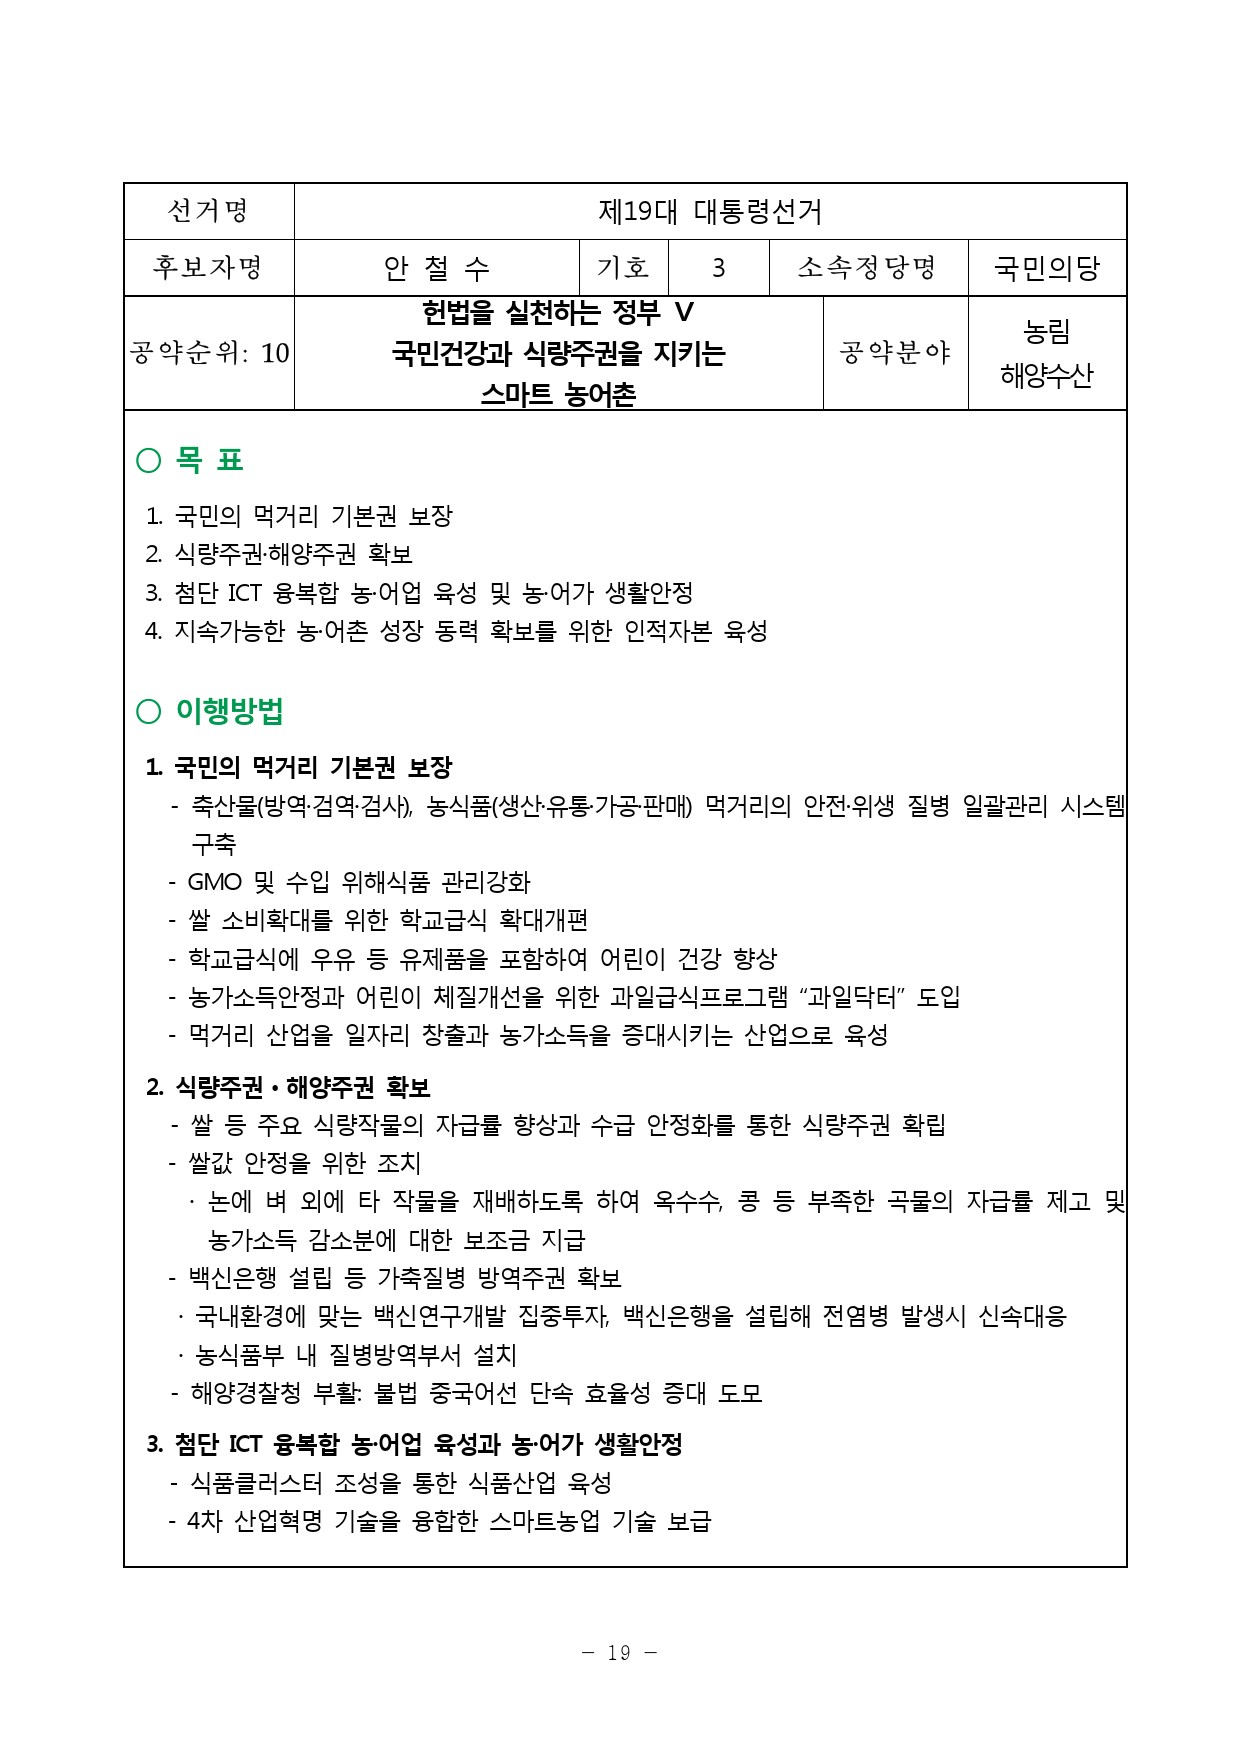 선거명 제19대 대통령선거
후보자명 안 철 수 기호 3 소속정당명 국민의당
공약순위: 10
헌법을 실천하는 정부 Ⅴ
국민건강과 식량주권을 지키는
스마트 농어촌
공약분야
농림
해양수산
○ 목 표
1. 국민의 먹거리 기본권 보장
2. 식량주권·해양주권 확보
3. 첨단 ICT 융복합 농·어업 육성 및 농·어가 생활안정
4. 지속가능한 농·어촌 성장 동력 확보를 위한 인적자본 육성
○ 이행방법
1. 국민의 먹거리 기본권 보장
- 축산물(방역·검역·검사), 농식품(생산·유통·가공·판매) 먹거리의 안전·위생 질병 일괄관리 시스템
구축
- GMO 및 수입 위해식품 관리강화
- 쌀 소비확대를 위한 학교급식 확대개편
- 학교급식에 우유 등 유제품을 포함하여 어린이 건강 향상
- 농가소득안정과 어린이 체질개선을 위한 과일급식프로그램 “과일닥터” 도입
- 먹거리 산업을 일자리 창출과 농가소득을 증대시키는 산업으로 육성
2. 식량주권·해양주권 확보
- 쌀 등 주요 식량작물의 자급률 향상과 수급 안정화를 통한 식량주권 확립
- 쌀값 안정을 위한 조치
· 논에 벼 외에 타 작물을 재배하도록 하여 옥수수, 콩 등 부족한 곡물의 자급률 제고 및
농가소득 감소분에 대한 보조금 지급
- 백신은행 설립 등 가축질병 방역주권 확보
· 국내환경에 맞는 백신연구개발 집중투자, 백신은행을 설립해 전염병 발생시 신속대응
· 농식품부 내 질병방역부서 설치
- 해양경찰청 부활: 불법 중국어선 단속 효율성 증대 도모
3. 첨단 ICT 융복합 농·어업 육성과 농·어가 생활안정
- 식품클러스터 조성을 통한 식품산업 육성
- 4차 산업혁명 기술을 융합한 스마트농업 기술 보급
- 19 -